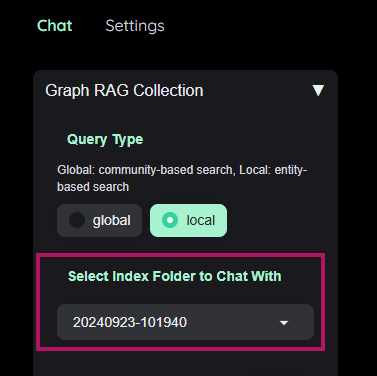 Chat Settings
Graph RAG Collection ▼
Query Type
Global: community-based search, Local: entity-
based search
global local
Select Index Folder to Chat With
20240923-101940